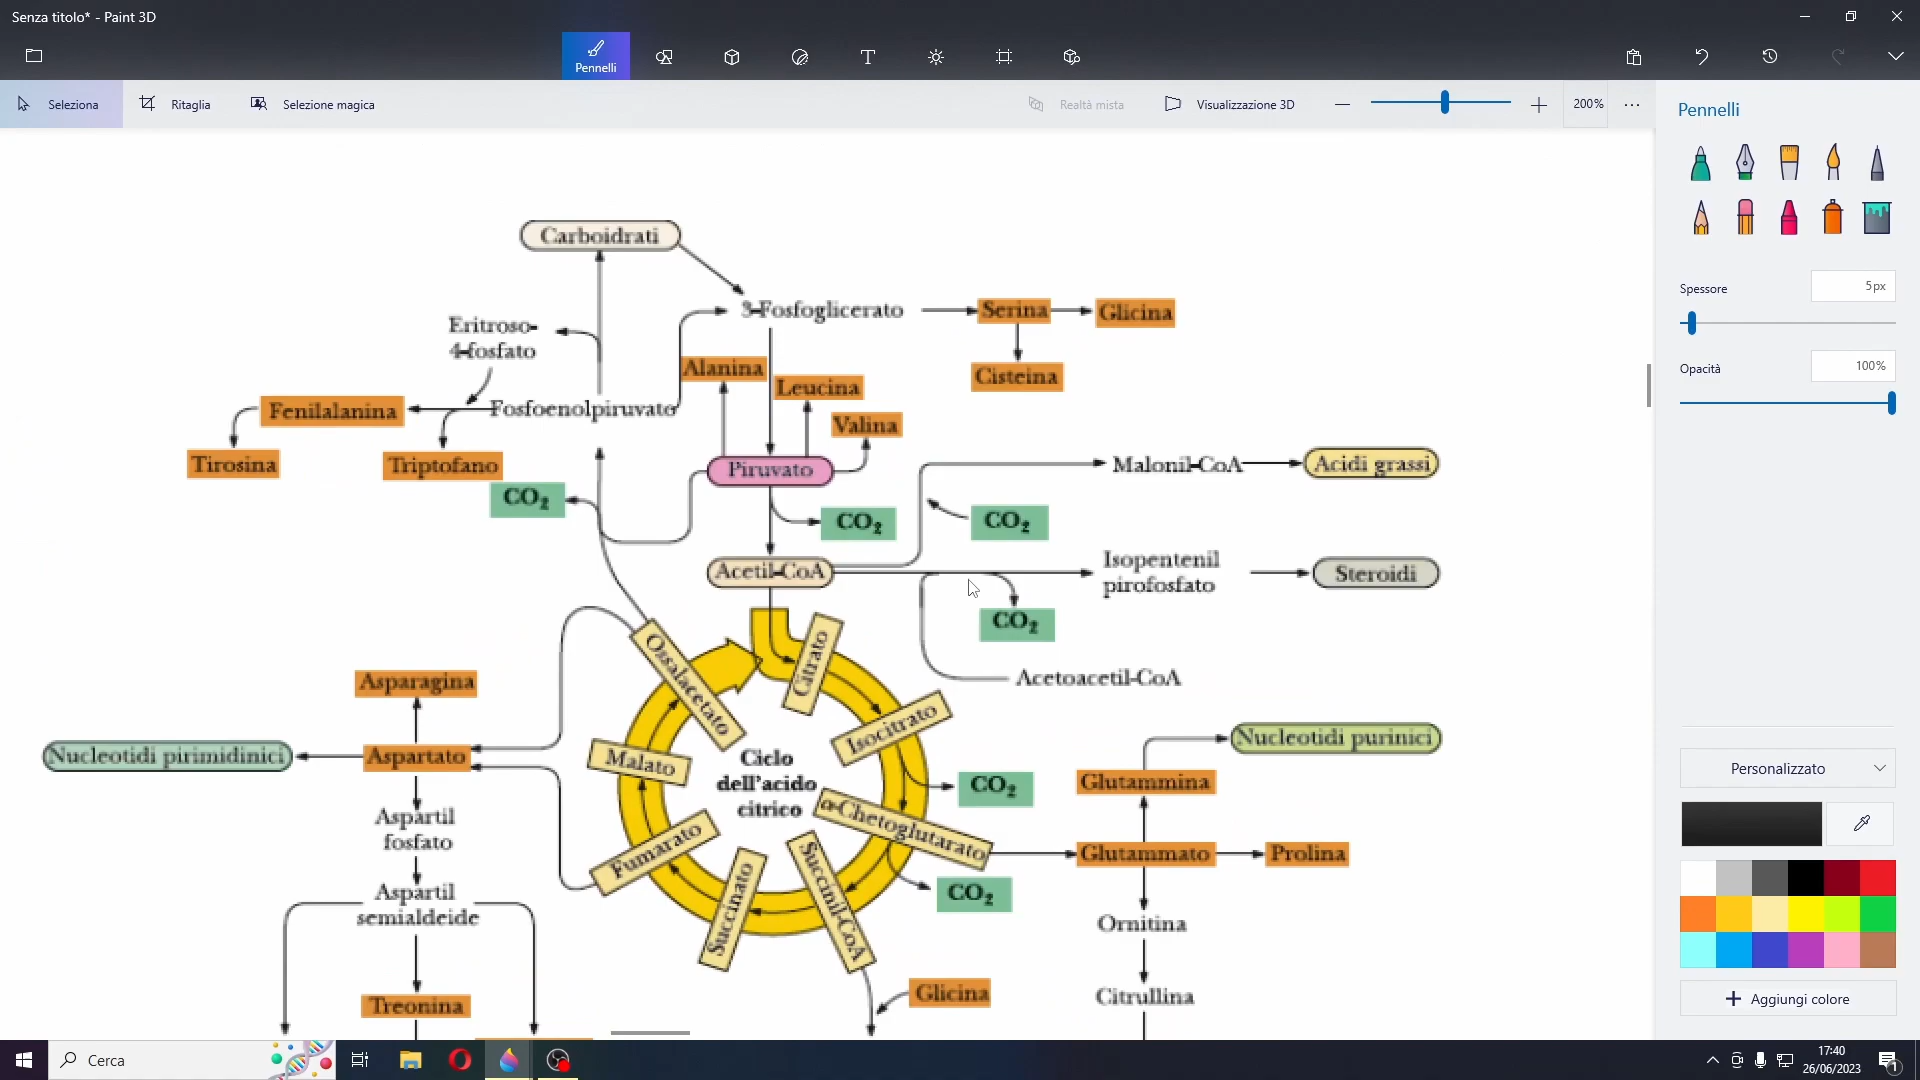 Senza titolo* - Paint 3D
Pennelli
Seleziona
Ritaglia
Selezione magica
Realtà mista
Visualizzazione 3D
200%
Pennelli
Spessore
5px
Opacità
100%
Personalizzato
Aggiungi colore
Carboidrati
3-Fosfoglicerato
Serina
Glicina
Eritroso-
4-fosfato
Alanina
Leucina
Cisteina
Fenilalanina
Fosfoenolpiruvato
Valina
Tirosina
Triptofano
Piruvato
Malonil-CoA
Acidi grassi
CO₂
CO₂
CO₂
Acetil-CoA
Isopentenil
pirofosfato
Steroidi
CO₂
Ossalacetato
Citrato
Asparagina
Acetoacetil-CoA
Isocitrato
Nucleotidi pirimidinici
Aspartato
Malato
Ciclo
dell'acido
citrico
CO₂
Nucleotidi purinici
Glutammina
α-Chetoglutarato
Aspartil
fosfato
Fumarato
Glutammato
Prolina
Succinato
Succinil-CoA
CO₂
Aspartil
semialdeide
Ornitina
Treonina
Glicina
Citrullina
Cerca
17:40
26/06/2023
1